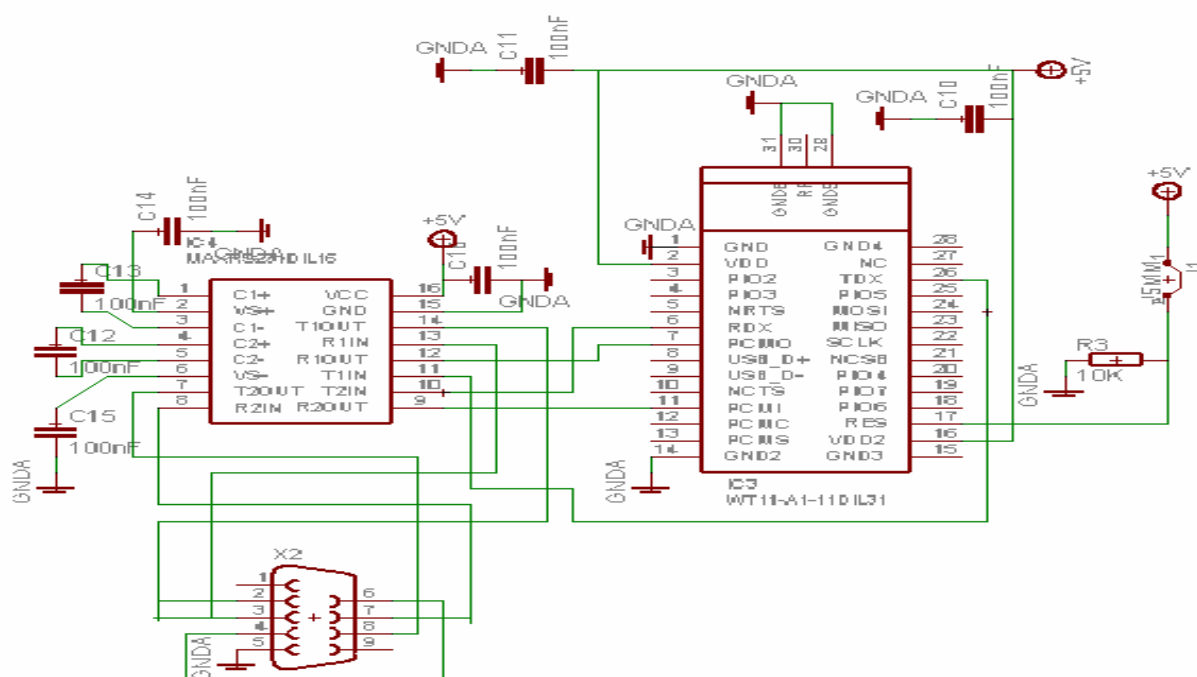 GNDA
C11
100nF
+5V
GNDA
GNDA
C10
100nF
31
30
GNDA
+5V
C14
100nF
GNDA
+5V
100nF
GNDA
C13
100nF
C12
100nF
C15
100nF
GNDA
1 C1+ VCC 16
2 VS+ GND 15
3 C1- T1OUT 14
4 C2+ R1IN 13
5 C2- R1OUT 12
6 VS- T1IN 11
7 T2OUT T2IN 10
8 R2IN R2OUT 9
1 GND GND4 28
2 VDD NC 27
3 PIO2 TDX 26
4 PIO3 PIO5 25
5 NRTS MOSI 24
6 RDX MISO 23
7 PCMO SCLK 22
8 USB_D+ NCSB 21
9 USB_D- PIO4 20
10 NCTS PIO7 19
11 PCMI PIO6 18
12 PCMC RES 17
13 PCMS VDD2 16
14 GND2 GND3 15
GNDA
IC3
WT11-A1-11DIL31
R3
10K
GNDA
X2
1
2
3
4
5
6
7
8
9
GNDA